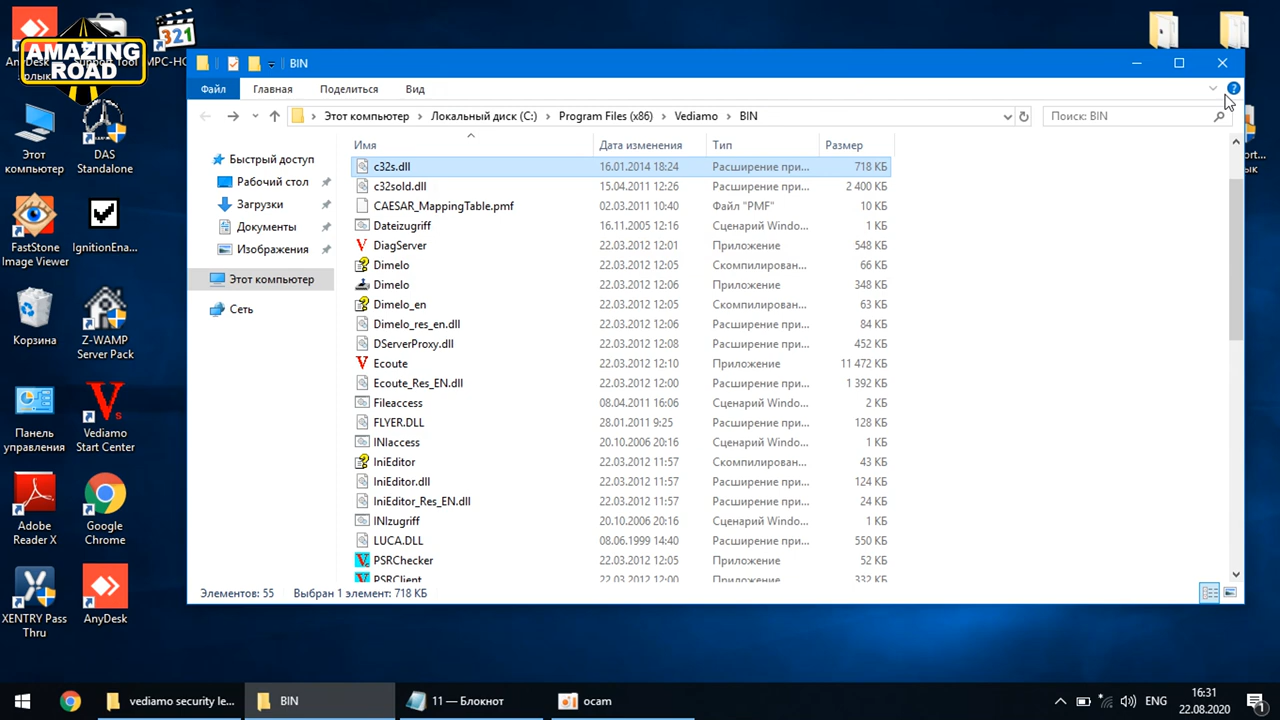 AMAZING
ROAD
AnyDesk
Support Tool
MPC-HC
Этот
компьютер
DAS
Standalone
FastStone
Image Viewer
IgnitionEna...
Корзина
Z-WAMP
Server Pack
Панель
управления
Vediamo
Start Center
Adobe
Reader X
Google
Chrome
XENTRY Pass
Thru
AnyDesk
BIN
Файл Главная Поделиться Вид
Этот компьютер › Локальный диск (C:) › Program Files (x86) › Vediamo › BIN
Поиск: BIN
Быстрый доступ
Рабочий стол
Загрузки
Документы
Изображения
Этот компьютер
Сеть
Имя Дата изменения Тип Размер
c32s.dll 16.01.2014 18:24 Расширение при... 718 КБ
c32sold.dll 15.04.2011 12:26 Расширение при... 2 400 КБ
CAESAR_MappingTable.pmf 02.03.2011 10:40 Файл "PMF" 10 КБ
Dateizugriff 16.11.2005 12:16 Сценарий Windo... 1 КБ
DiagServer 22.03.2012 12:01 Приложение 548 КБ
Dimelo 22.03.2012 12:05 Скомпилирован... 66 КБ
Dimelo 22.03.2012 12:06 Приложение 348 КБ
Dimelo_en 22.03.2012 12:05 Скомпилирован... 63 КБ
Dimelo_res_en.dll 22.03.2012 12:06 Расширение при... 84 КБ
DServerProxy.dll 22.03.2012 12:08 Расширение при... 452 КБ
Ecoute 22.03.2012 12:10 Приложение 11 472 КБ
Ecoute_Res_EN.dll 22.03.2012 12:00 Расширение при... 1 392 КБ
Fileaccess 08.04.2011 16:06 Сценарий Windo... 2 КБ
FLYER.DLL 28.01.2011 9:25 Расширение при... 128 КБ
INIaccess 20.10.2006 20:16 Сценарий Windo... 1 КБ
IniEditor 22.03.2012 11:57 Скомпилирован... 43 КБ
IniEditor.dll 22.03.2012 11:57 Расширение при... 124 КБ
IniEditor_Res_EN.dll 22.03.2012 11:57 Расширение при... 24 КБ
INIzugriff 20.10.2006 20:16 Сценарий Windo... 1 КБ
LUCA.DLL 08.06.1999 14:40 Расширение при... 550 КБ
PSRChecker 22.03.2012 12:05 Приложение 52 КБ
PSRClient 22.03.2012 12:00 Приложение 332 КБ
Элементов: 55 Выбран 1 элемент: 718 КБ
vediamo security le... BIN 11 — Блокнот ocam ENG 16:31
22.08.2020